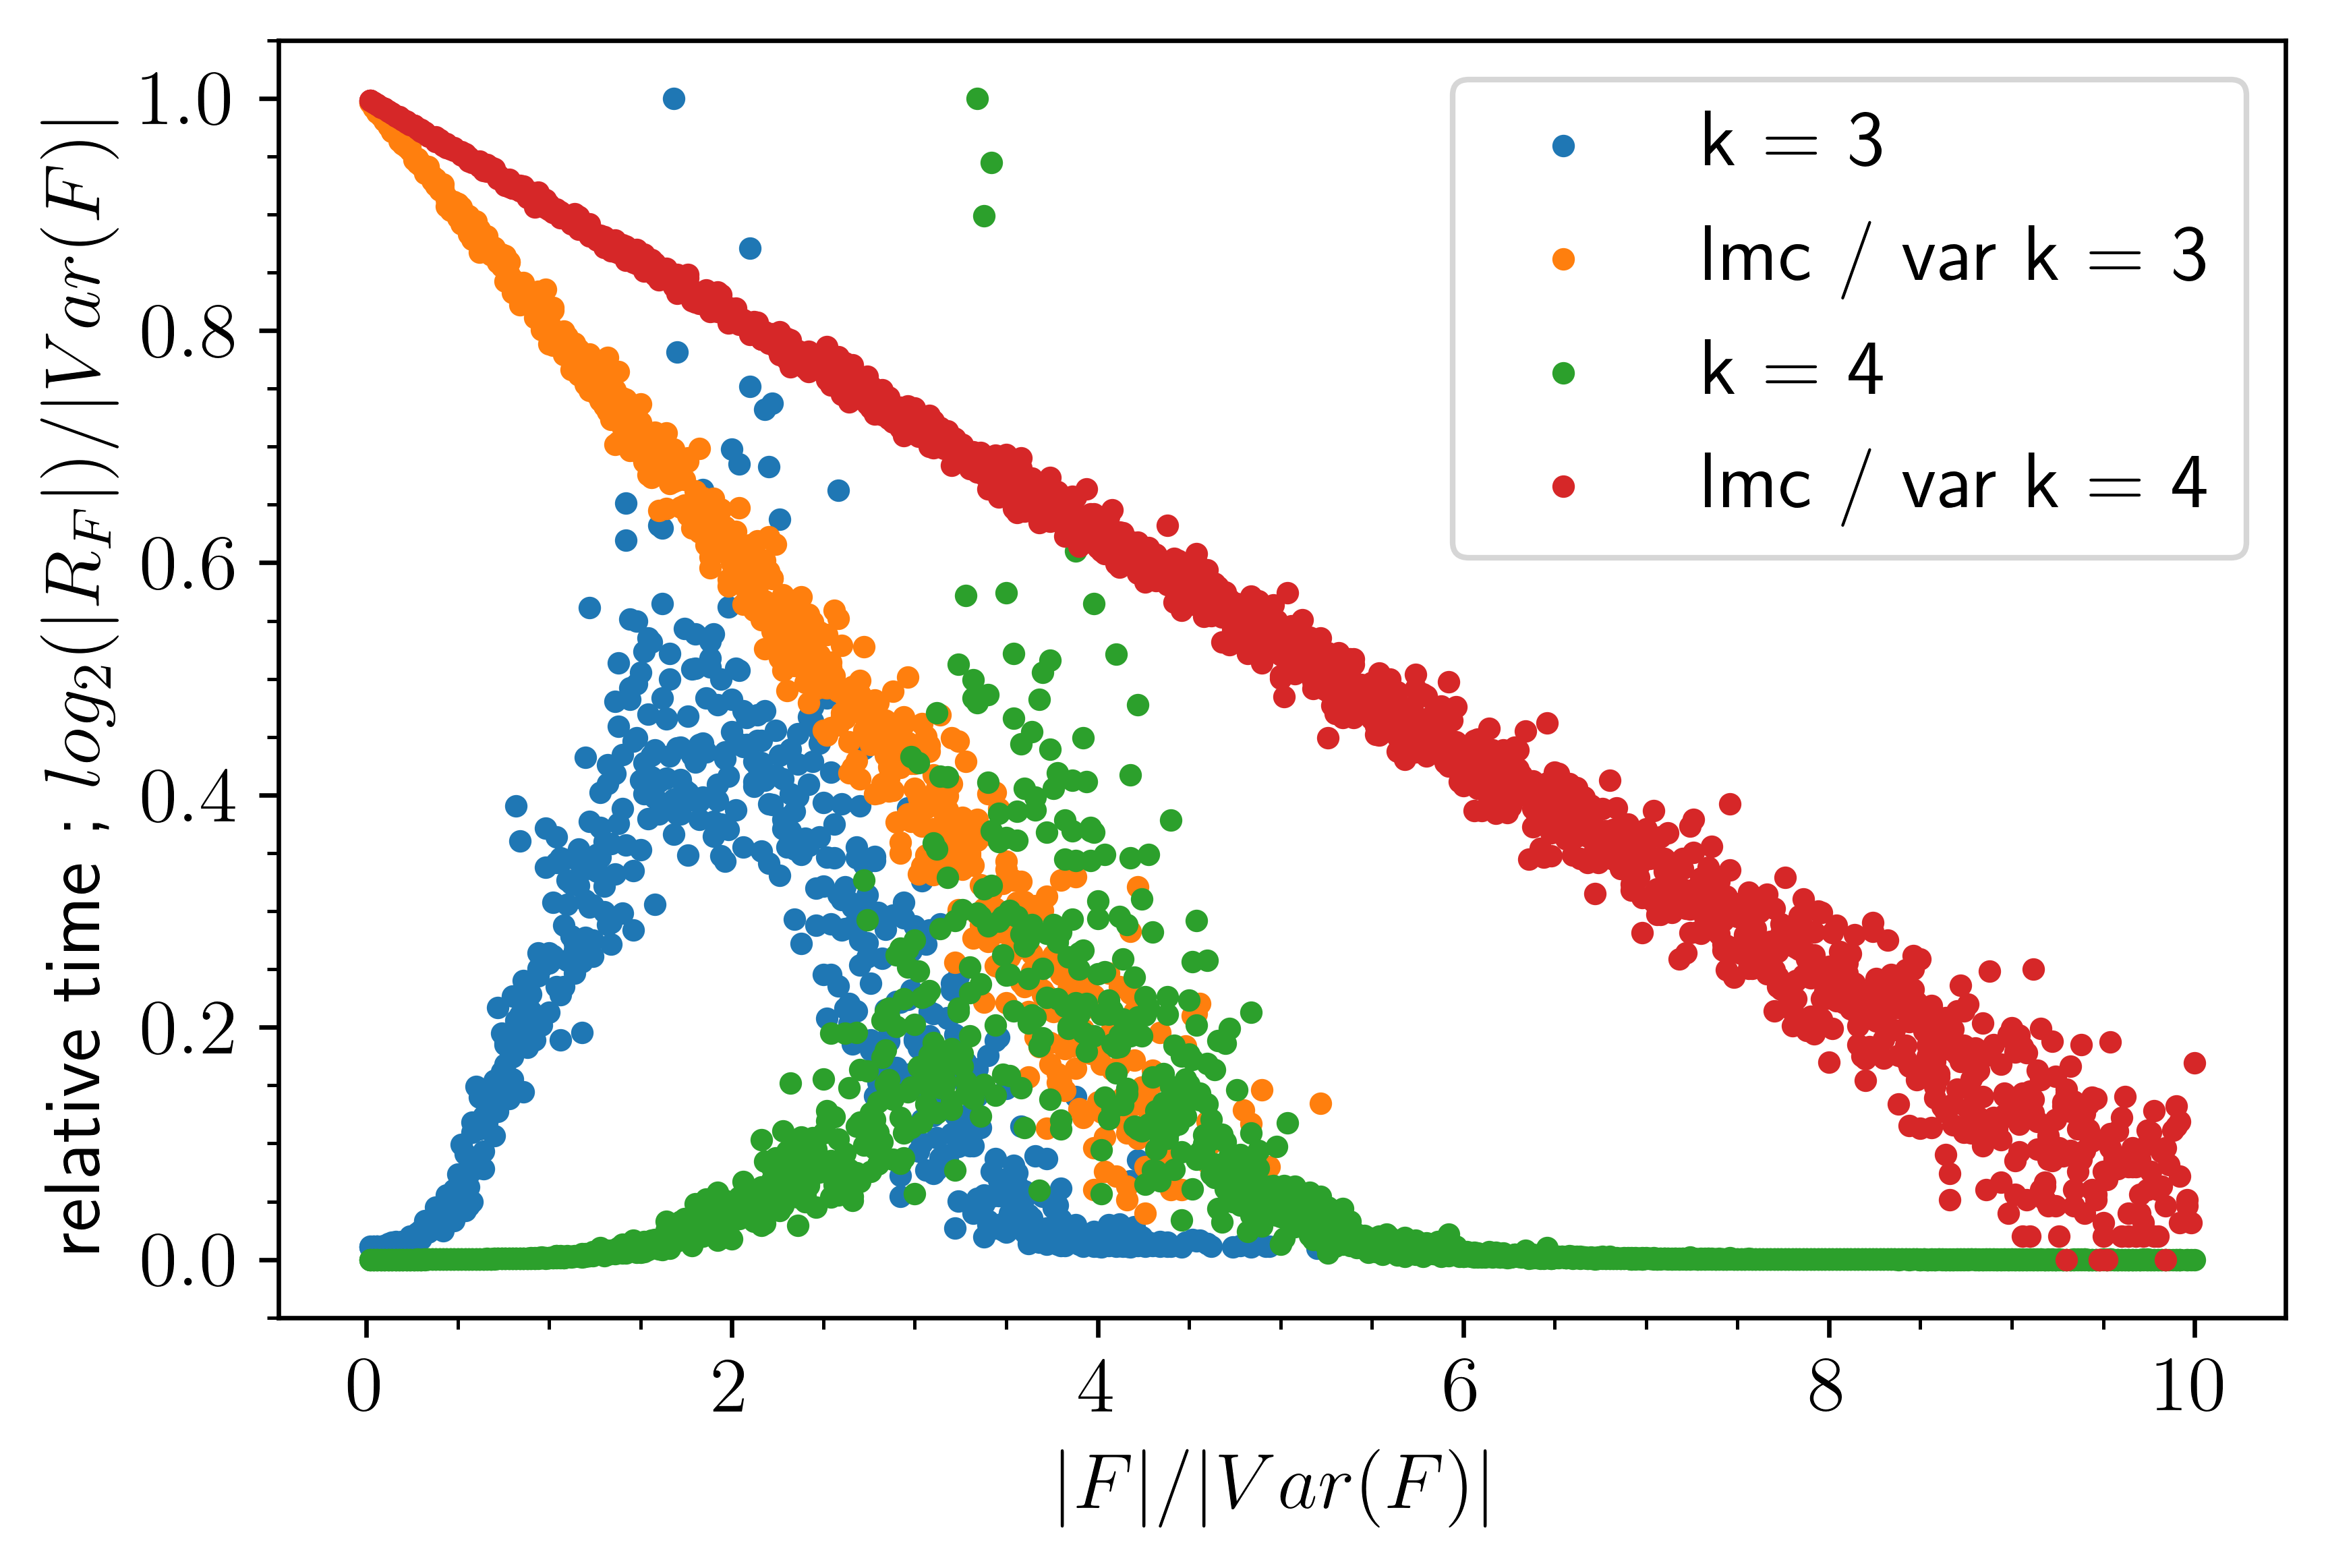 relative time ; log₂(|R_F|)/|Var(F)|
1.0
0.8
0.6
0.4
0.2
0.0
k = 3
lmc / var k = 3
k = 4
lmc / var k = 4
0 2 4 6 8 10
|F|/|Var(F)|